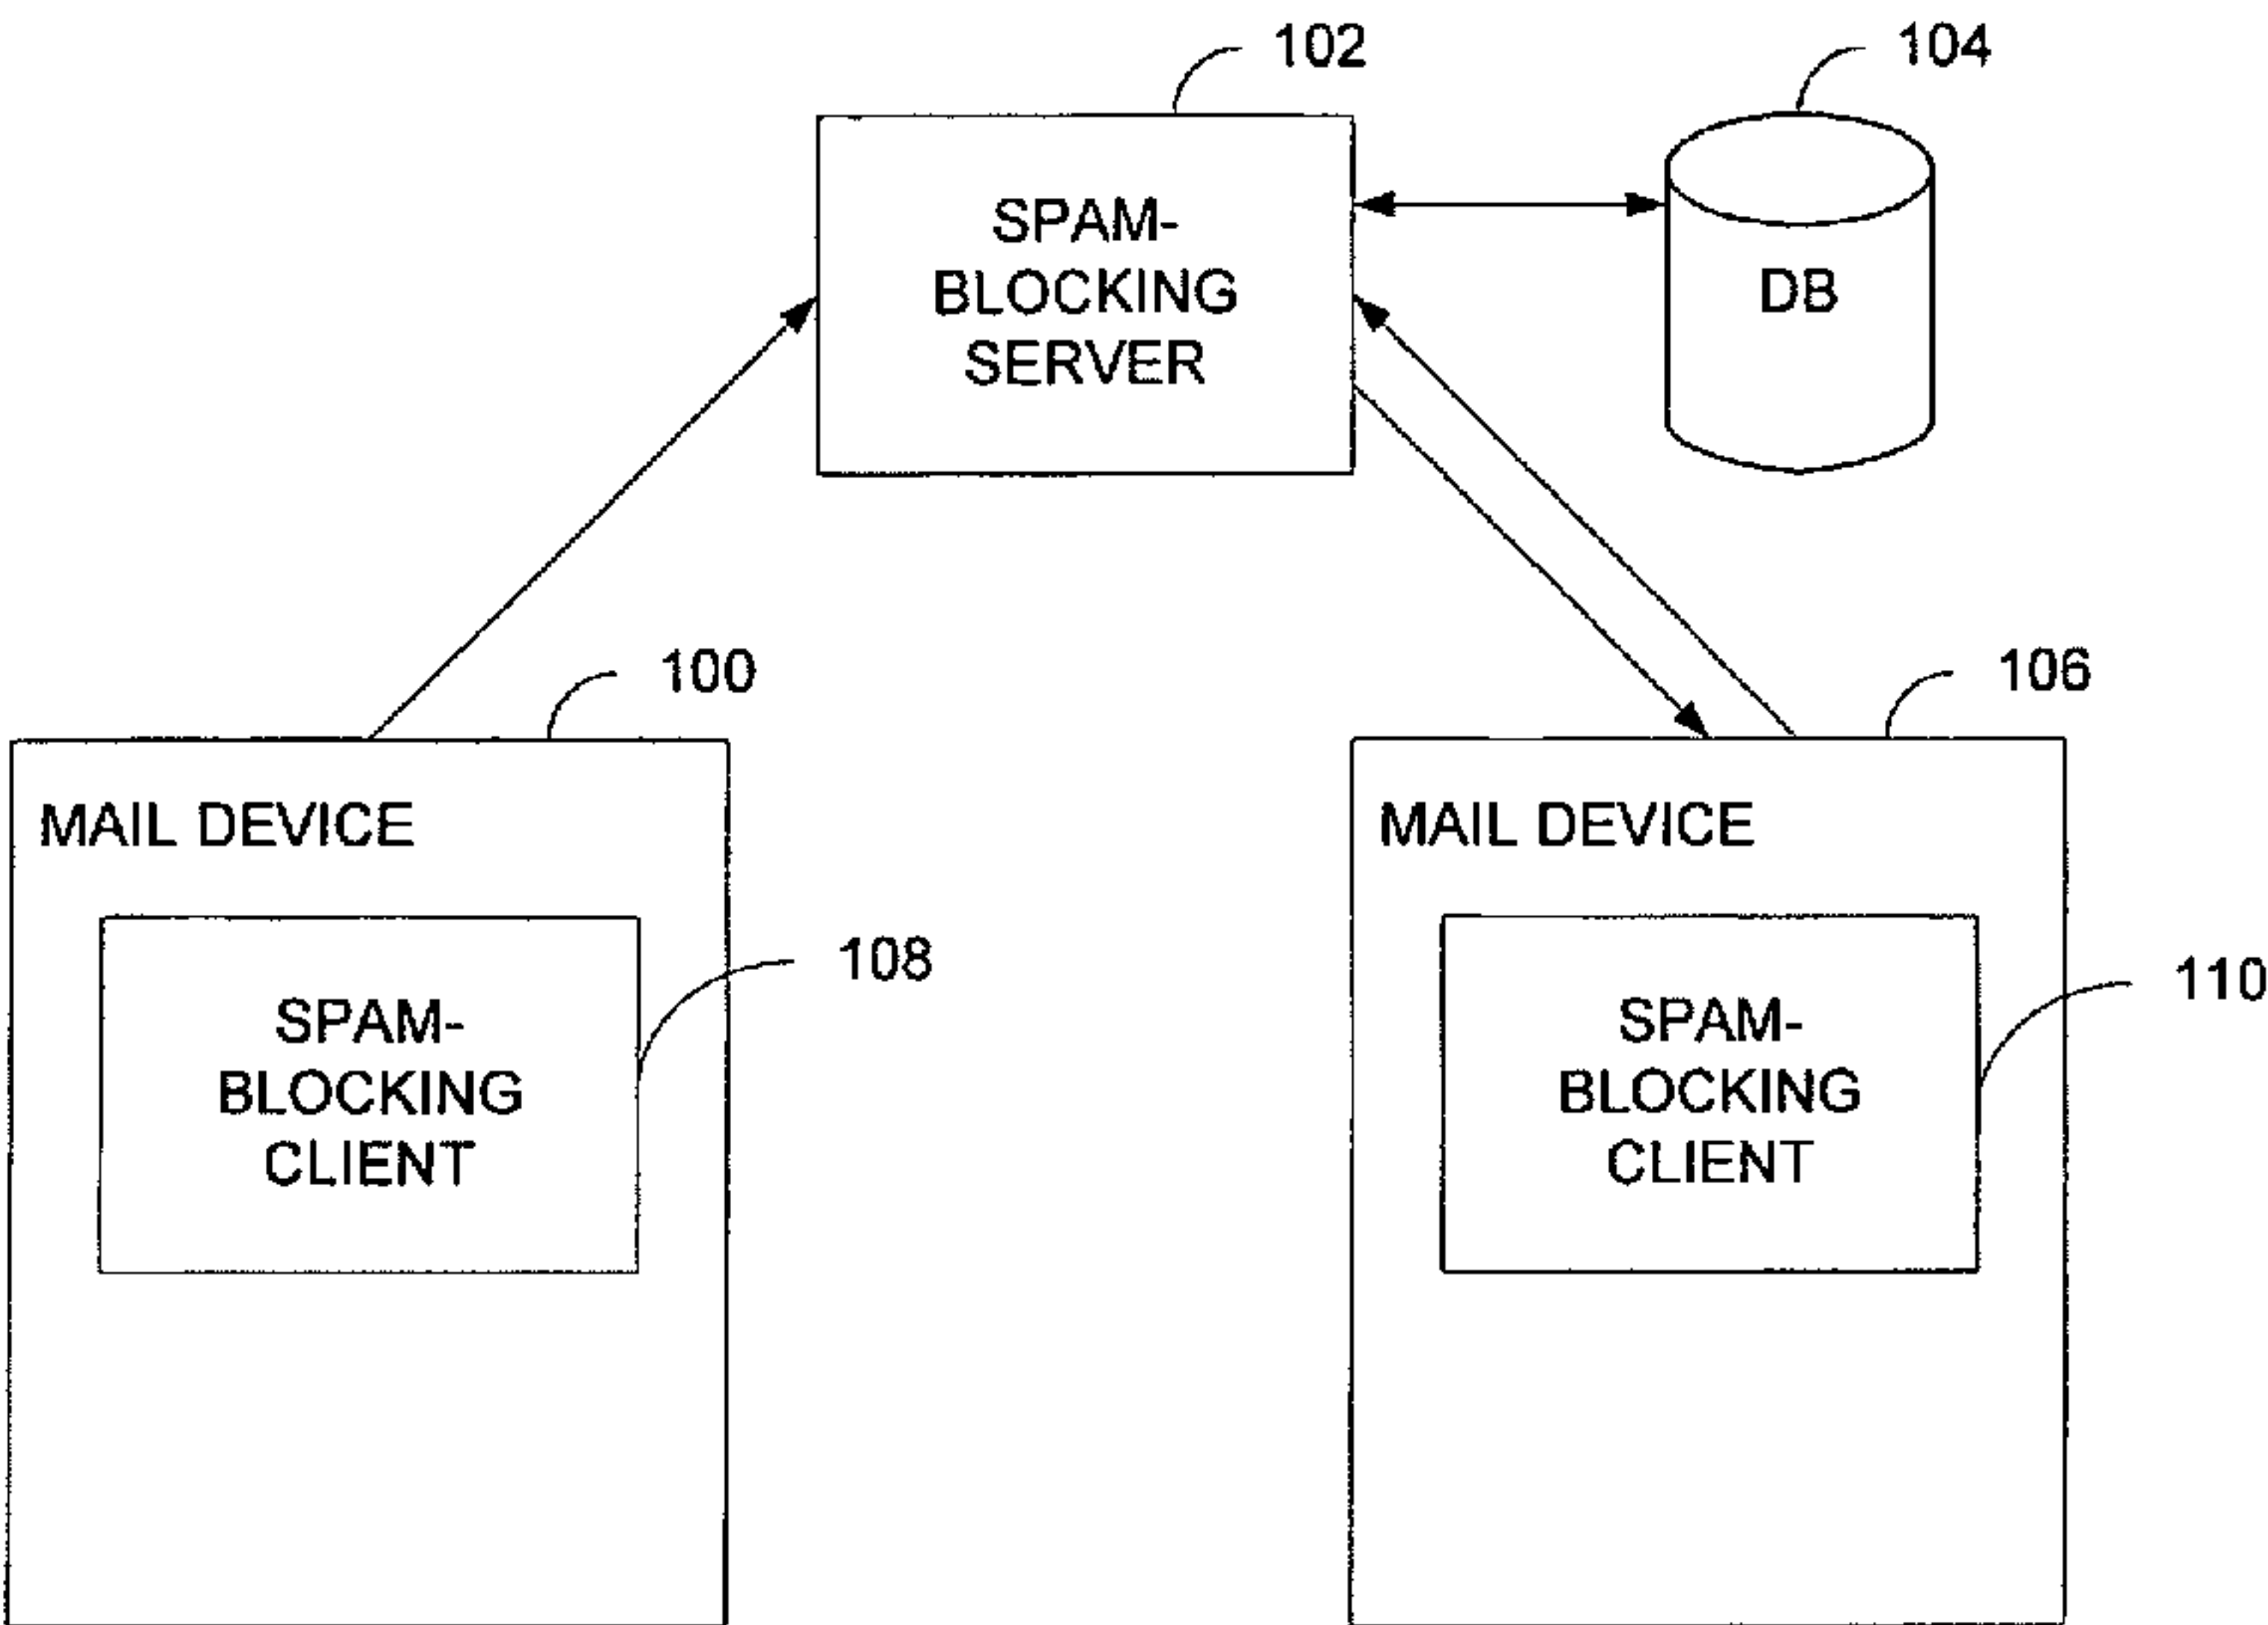 102
104
SPAM-
BLOCKING
SERVER
DB
100
106
MAIL DEVICE
MAIL DEVICE
108
110
SPAM-
BLOCKING
CLIENT
SPAM-
BLOCKING
CLIENT